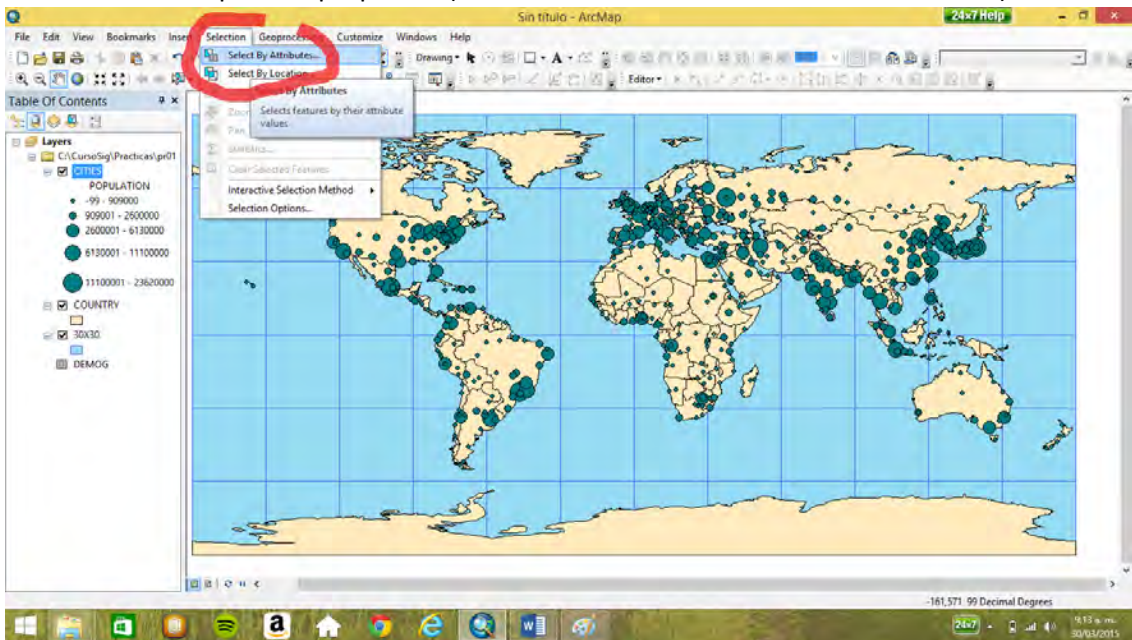 Sin título - ArcMap
24x7 Help
File Edit View Bookmarks Selection Customize Windows Help
Select By Attributes...
Drawing
Select By Location
Editor
Table Of Contents
by Attributes
Selects features by their attribute
values
Layers
C:\CursoSig\Practicas\pr01
CITIES
POPULATION
-99 - 909000
909001 - 2600000
2600001 - 6130000
6130001 - 11100000
11100001 - 23620000
COUNTRY
30X30
DEMOG
Statistics...
Clear Selected Features
Interactive Selection Method
Selection Options...
-161,571 99 Decimal Degrees
24x7
9:13 a. m.
30/03/2015